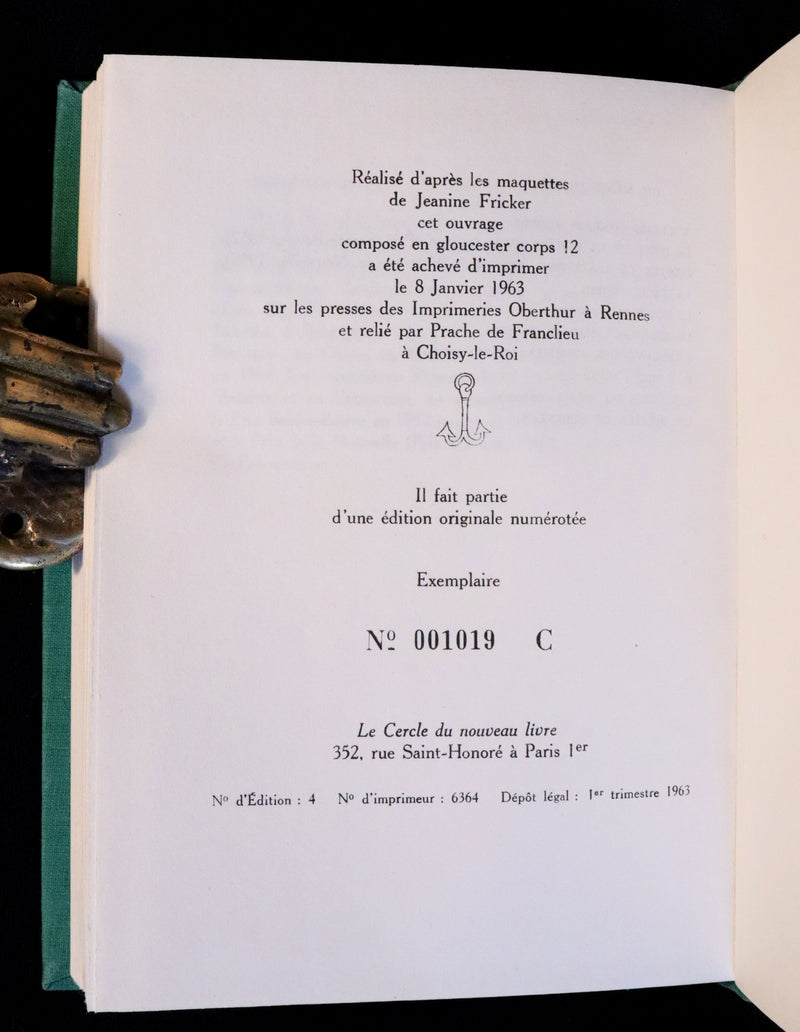 Réalisé d'après les maquettes
de Jeanine Fricker
cet ouvrage
composé en gloucester corps 12
a été achevé d'imprimer
le 8 Janvier 1963
sur les presses des Imprimeries Oberthur à Rennes
et relié par Prache de Franclieu
à Choisy-le-Roi
Il fait partie
d'une édition originale numérotée
Exemplaire
Nº 001019 C
Le Cercle du nouveau livre
352, rue Saint-Honoré à Paris 1er
Nº d'Édition : 4 Nº d'imprimeur : 6364 Dépôt légal : 1er trimestre 1963